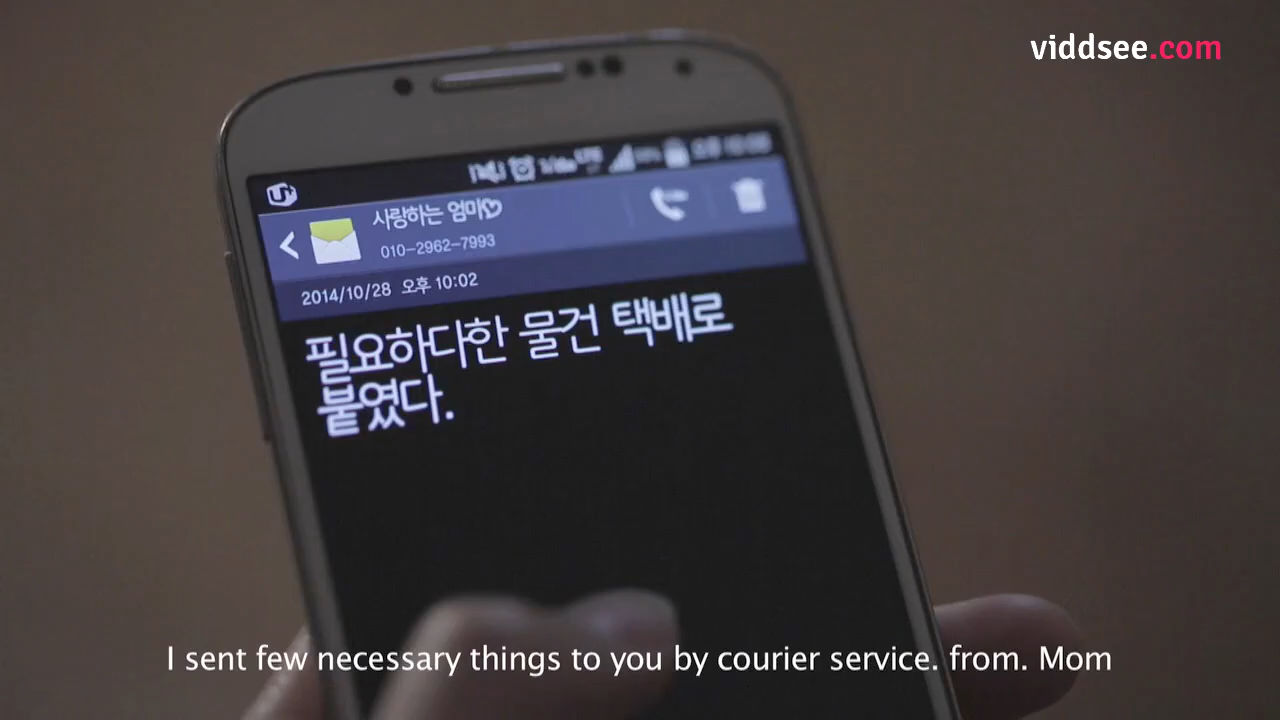 viddsee.com
U+
사랑하는 엄마♡
010-2962-7993
2014/10/28 오후 10:02
필요하다한 물건 택배로
붙였다.
I sent few necessary things to you by courier service. from. Mom